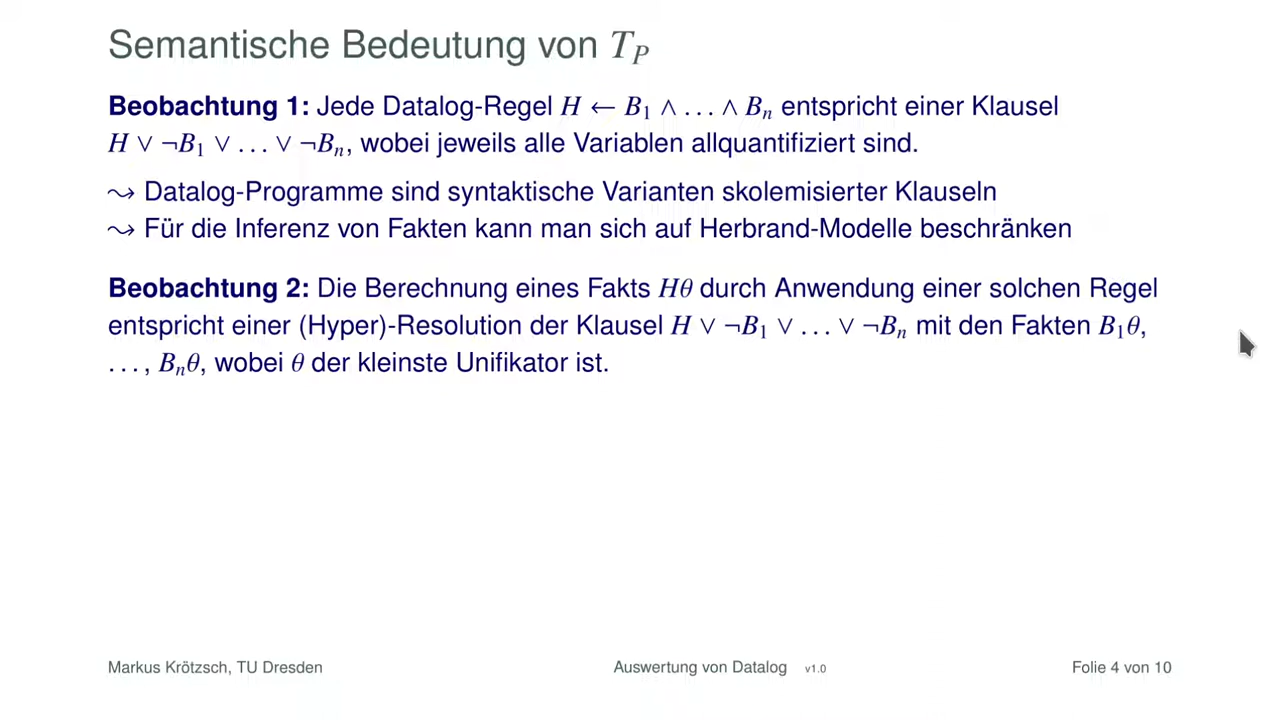 Semantische Bedeutung von T_P
Beobachtung 1: Jede Datalog-Regel H ← B₁ ∧ . . . ∧ Bₙ entspricht einer Klausel
H ∨ ¬B₁ ∨ . . . ∨ ¬Bₙ, wobei jeweils alle Variablen allquantifiziert sind.
⤳ Datalog-Programme sind syntaktische Varianten skolemisierter Klauseln
⤳ Für die Inferenz von Fakten kann man sich auf Herbrand-Modelle beschränken
Beobachtung 2: Die Berechnung eines Fakts Hθ durch Anwendung einer solchen Regel
entspricht einer (Hyper)-Resolution der Klausel H ∨ ¬B₁ ∨ . . . ∨ ¬Bₙ mit den Fakten B₁θ,
. . . , Bₙθ, wobei θ der kleinste Unifikator ist.
Markus Krötzsch, TU Dresden Auswertung von Datalog v1.0 Folie 4 von 10